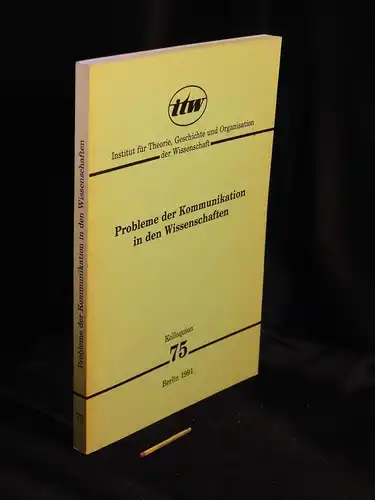 itw
Institut für Theorie, Geschichte und Organisation
der Wissenschaft
Probleme der Kommunikation
in den Wissenschaften
Kolloquien
75
Berlin 1991
Probleme der Kommunikation in den Wissenschaften
75